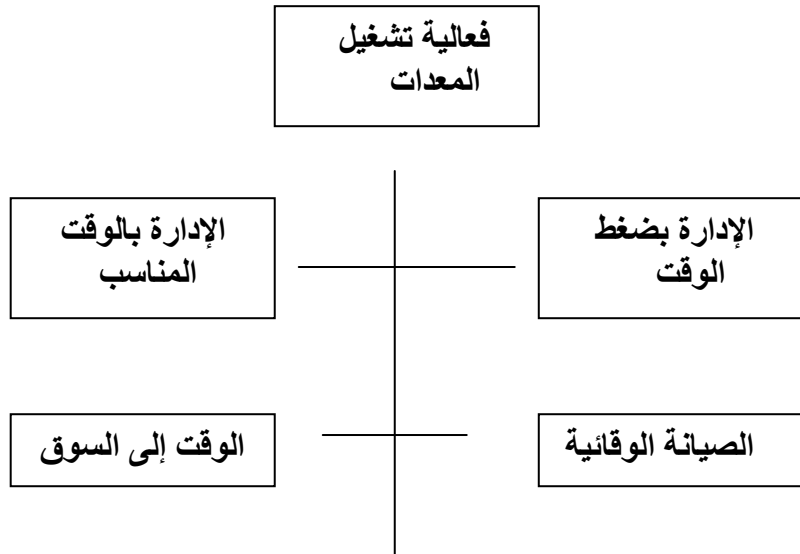 فعالية تشغيل
المعدات
الإدارة بضغط
الوقت
الإدارة بالوقت
المناسب
الصيانة الوقائية
الوقت إلى السوق